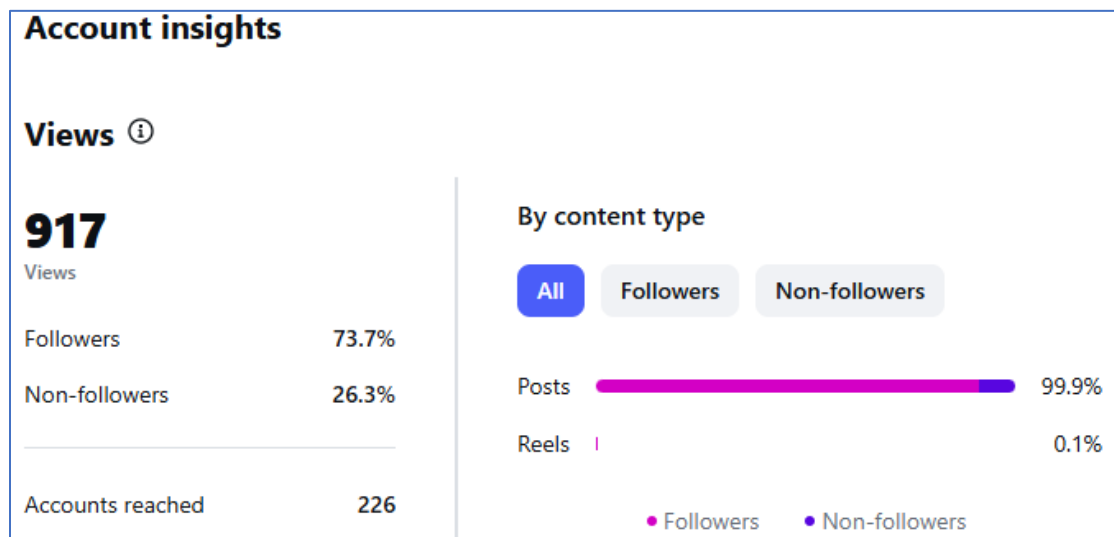 Account insights
Views
917
Views
Followers 73.7%
Non-followers 26.3%
Accounts reached 226
By content type
All Followers Non-followers
Posts 99.9%
Reels 0.1%
Followers Non-followers